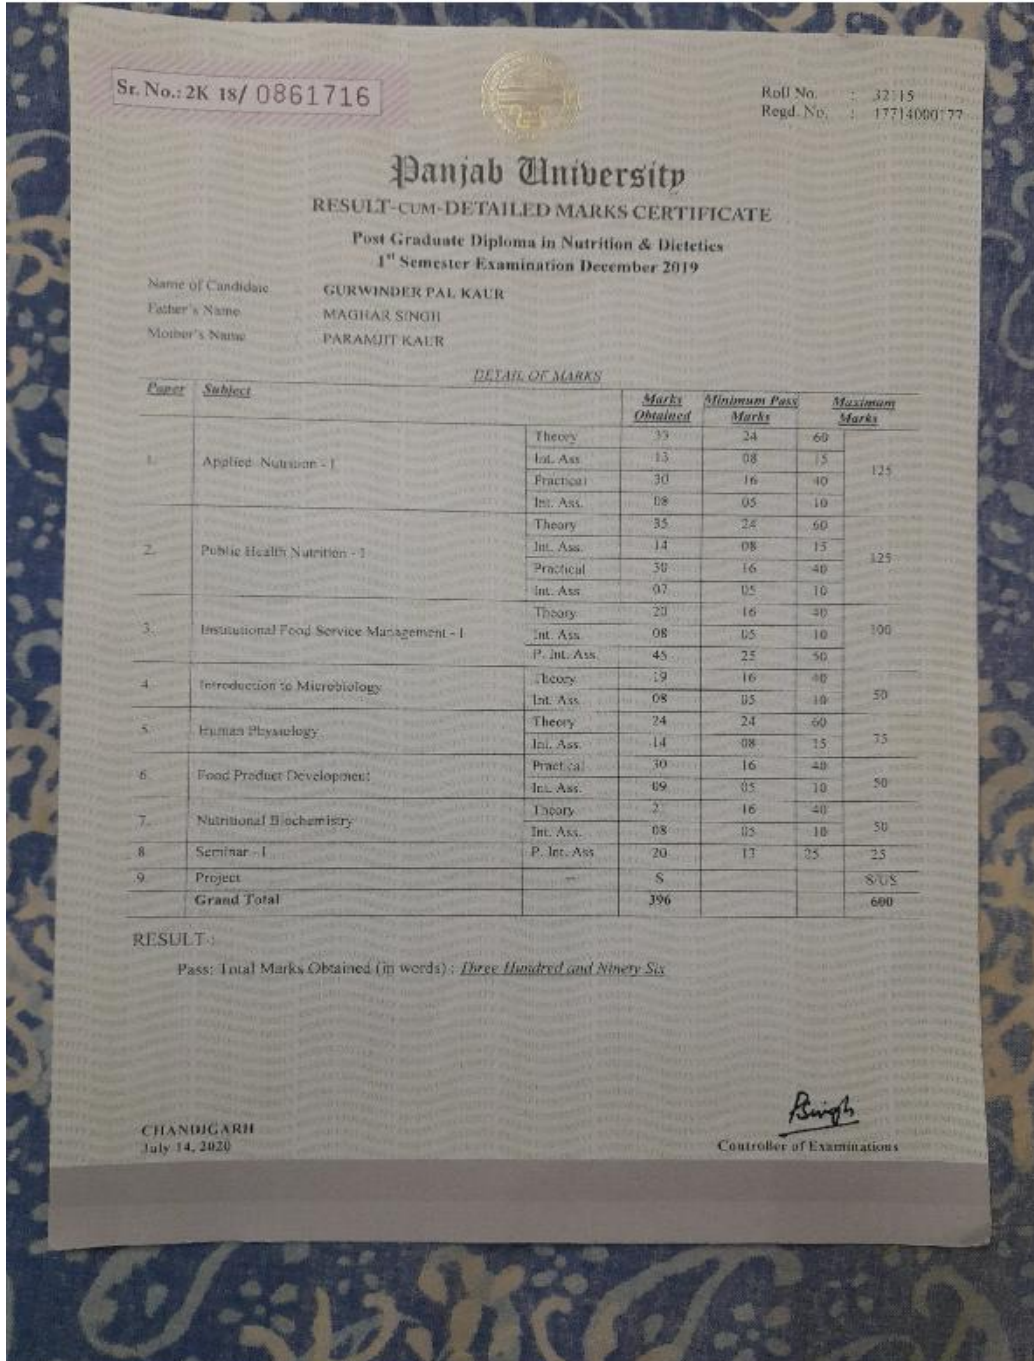 Sr. No.: 2K 18/ 0861716
Roll No. :
Regd. No. :
Panjab University
RESULT-CUM-DETAILED MARKS CERTIFICATE
Post Graduate Diploma in Nutrition & Dietetics
1st Semester Examination December 2019
Name of Candidate : GURWINDER PAL KAUR
Father's Name : MAGHAR SINGH
Mother's Name : PARAMJIT KAUR
DETAIL OF MARKS
Paper Subject Marks Obtained Minimum Pass Marks Maximum Marks
1. Applied Nutrition - I 125
Theory 24 60
Int. Ass. 13 08 15
Practical 30 16 40
Int. Ass. 08 05 10
2. Public Health Nutrition - I 125
Theory 35 24 60
Int. Ass. 14 08 15
Practical 16 40
Int. Ass. 07 05 10
3. Institutional Food Service Management - I 100
Theory 20 16 40
Int. Ass. 08 05 10
P. Int. Ass. 45 25 50
4. Introduction to Microbiology 50
Theory 19 16 40
Int. Ass. 08 05 10
5. Human Physiology 75
Theory 24 24 60
Int. Ass. 14 08 15
6. Food Product Development 50
Practical 30 16 40
Int. Ass. 09 05 10
7. Nutritional Biochemistry 50
Theory 16 40
Int. Ass. 08 05 10
8. Seminar - I P. Int. Ass. 20 13 25 25
9. Project -- S S/US
Grand Total 396 600
RESULT :
Pass: Total Marks Obtained (in words) : Three Hundred and Ninety Six
CHANDIGARH
July 14, 2020
Controller of Examinations